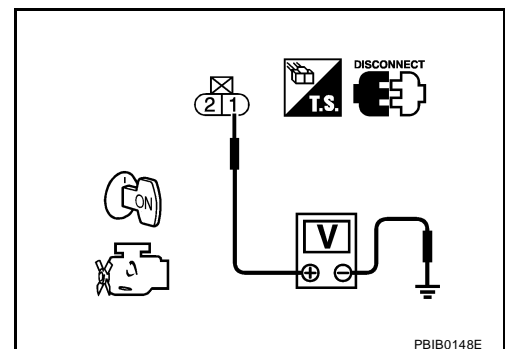 DISCONNECT
T.S.
2 1
ON
V
+ −
PBIB0148E